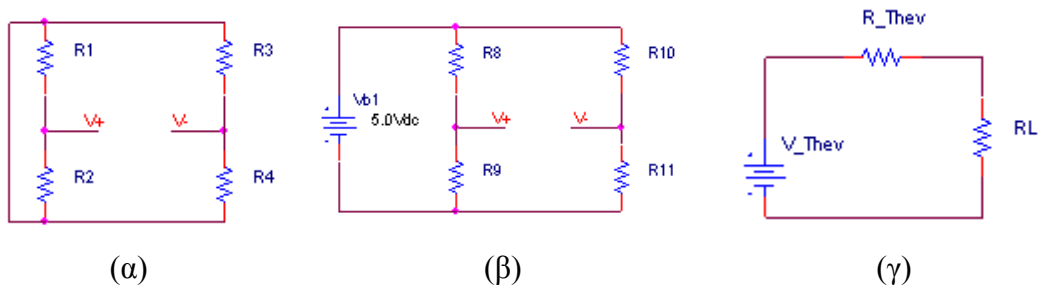 R1
R3
V+
V-
R2
R4
R8
R10
Vb1
5.0Vdc
V+
V-
R9
R11
R_Thev
V_Thev
RL
(α)
(β)
(γ)